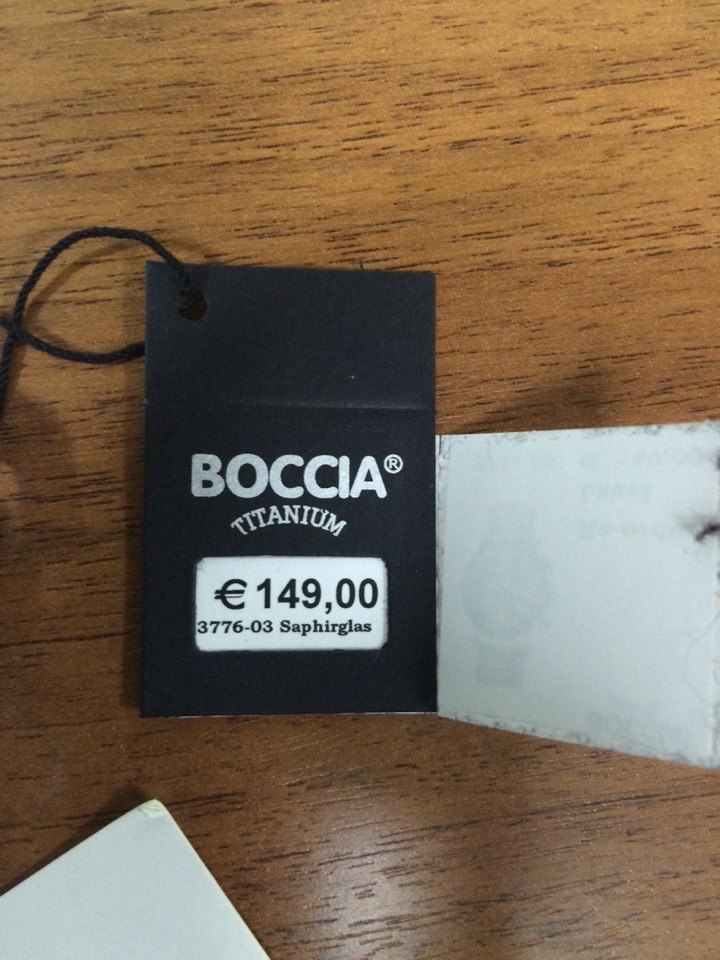 BOCCIA®
TITANIUM
€ 149,00
3776-03 Saphirglas